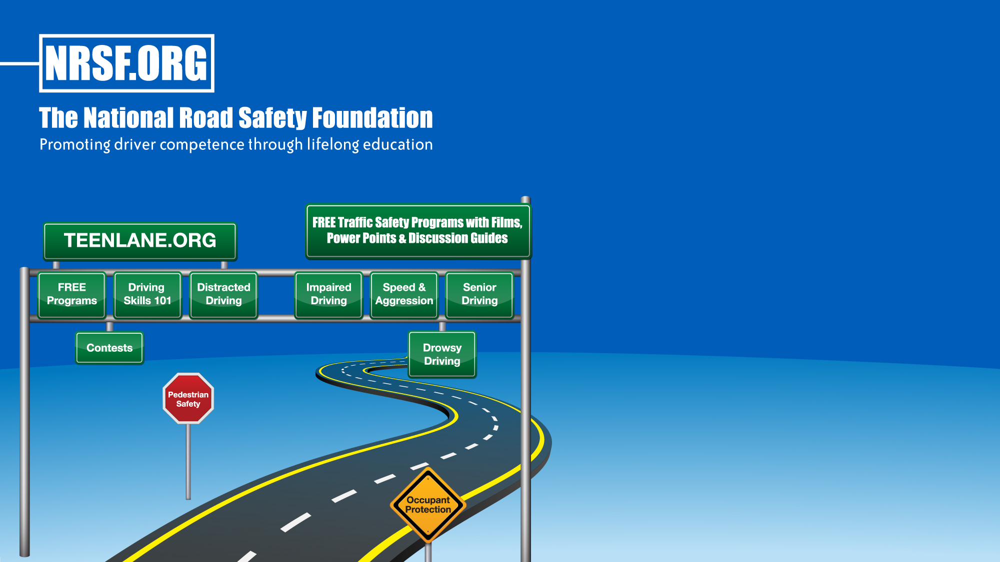 NRSF.ORG
The National Road Safety Foundation
Promoting driver competence through lifelong education
TEENLANE.ORG
FREE Traffic Safety Programs with Films,
Power Points & Discussion Guides
FREE
Programs
Driving
Skills 101
Distracted
Driving
Impaired
Driving
Speed &
Aggression
Senior
Driving
Contests
Drowsy
Driving
Pedestrian
Safety
Occupant
Protection